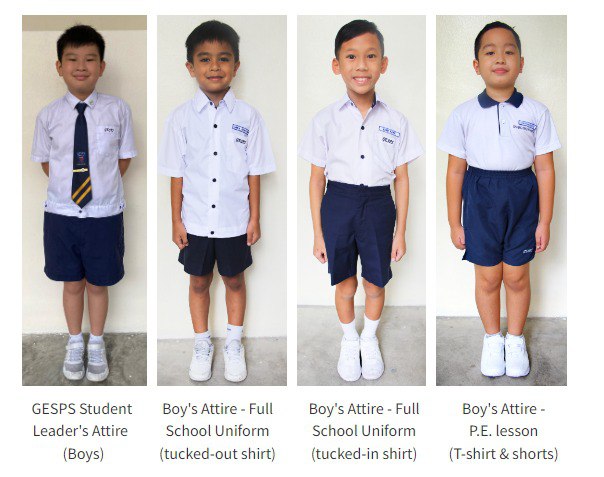 GESPS Student
Leader's Attire
(Boys)
Boy's Attire - Full
School Uniform
(tucked-out shirt)
Boy's Attire - Full
School Uniform
(tucked-in shirt)
Boy's Attire -
P.E. lesson
(T-shirt & shorts)